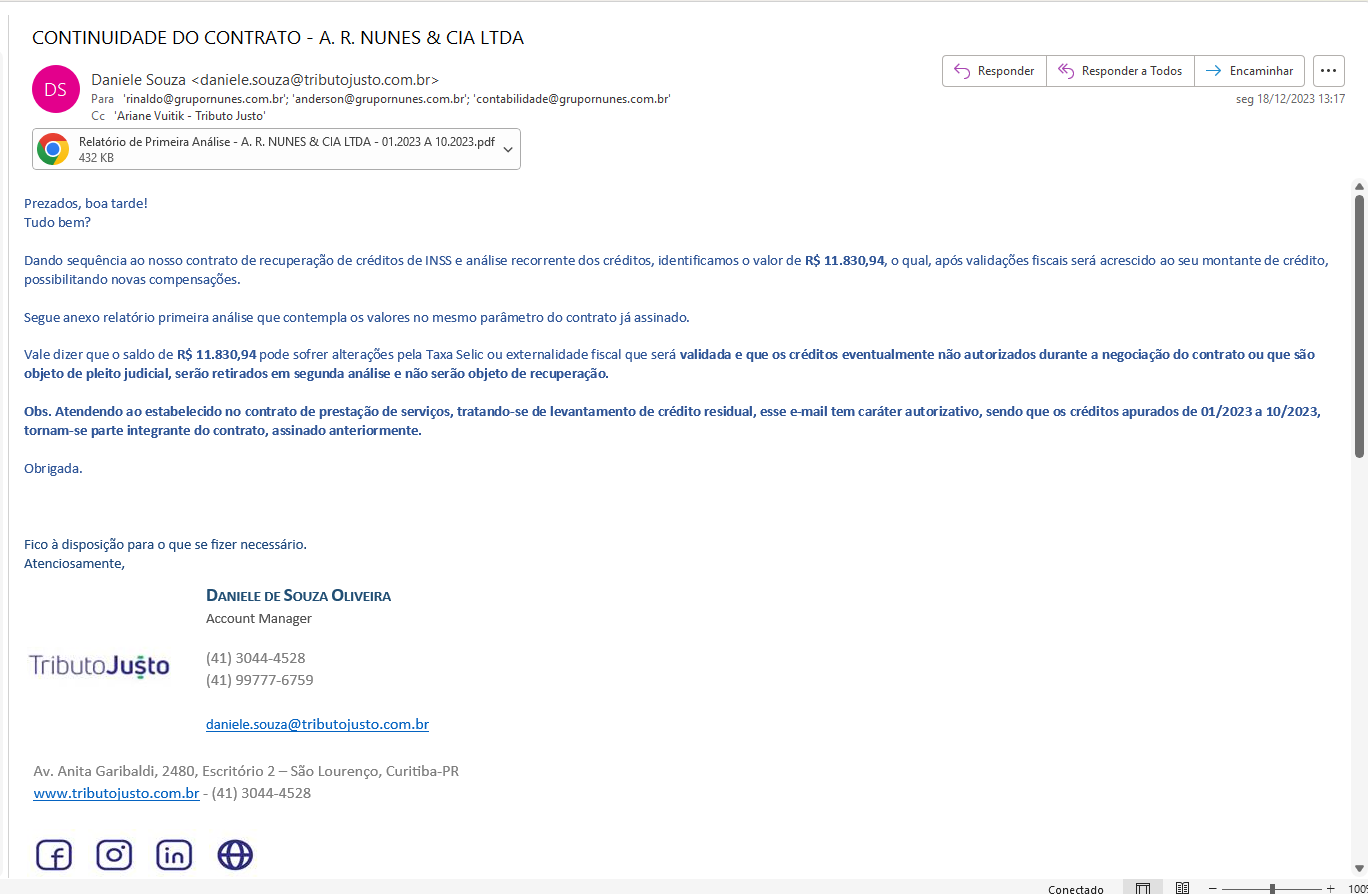 CONTINUIDADE DO CONTRATO - A. R. NUNES & CIA LTDA
DS
Daniele Souza <daniele.souza@tributojusto.com.br>
Para 'rinaldo@grupornunes.com.br'; 'anderson@grupornunes.com.br'; 'contabilidade@grupornunes.com.br'
Cc 'Ariane Vuitik - Tributo Justo'
Responder
Responder a Todos
Encaminhar
seg 18/12/2023 13:17
Relatório de Primeira Análise - A. R. NUNES & CIA LTDA - 01.2023 A 10.2023.pdf
432 KB
Prezados, boa tarde!
Tudo bem?
Dando sequência ao nosso contrato de recuperação de créditos de INSS e análise recorrente dos créditos, identificamos o valor de R$ 11.830,94, o qual, após validações fiscais será acrescido ao seu montante de crédito,
possibilitando novas compensações.
Segue anexo relatório primeira análise que contempla os valores no mesmo parâmetro do contrato já assinado.
Vale dizer que o saldo de R$ 11.830,94 pode sofrer alterações pela Taxa Selic ou externalidade fiscal que será validada e que os créditos eventualmente não autorizados durante a negociação do contrato ou que são
objeto de pleito judicial, serão retirados em segunda análise e não serão objeto de recuperação.
Obs. Atendendo ao estabelecido no contrato de prestação de serviços, tratando-se de levantamento de crédito residual, esse e-mail tem caráter autorizativo, sendo que os créditos apurados de 01/2023 a 10/2023,
tornam-se parte integrante do contrato, assinado anteriormente.
Obrigada.
Fico à disposição para o que se fizer necessário.
Atenciosamente,
DANIELE DE SOUZA OLIVEIRA
Account Manager
TributoJusto
(41) 3044-4528
(41) 99777-6759
daniele.souza@tributojusto.com.br
Av. Anita Garibaldi, 2480, Escritório 2 – São Lourenço, Curitiba-PR
www.tributojusto.com.br - (41) 3044-4528
Conectado
100%